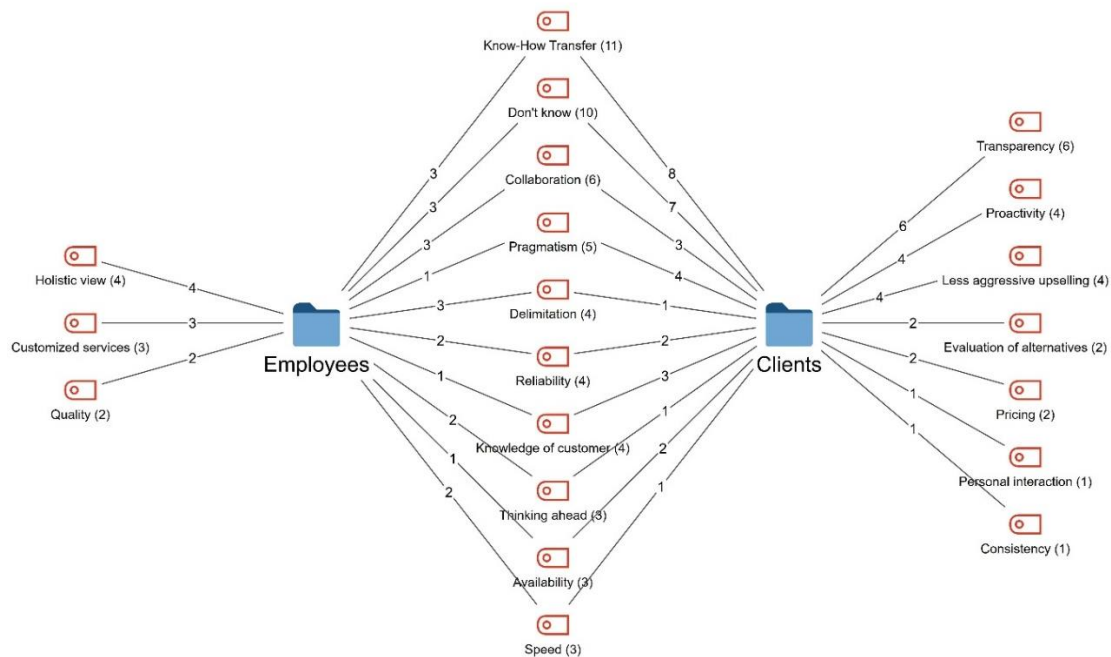 Know-How Transfer (11)
Don't know (10)
Collaboration (6)
Pragmatism (5)
Delimitation (4)
Reliability (4)
Knowledge of customer (4)
Thinking ahead (3)
Availability (3)
Speed (3)
Holistic view (4)
Customized services (3)
Quality (2)
Employees
Clients
Transparency (6)
Proactivity (4)
Less aggressive upselling (4)
Evaluation of alternatives (2)
Pricing (2)
Personal interaction (1)
Consistency (1)
4
3
2
3
3
3
1
3
2
1
2
1
2
8
7
3
4
1
2
3
1
2
1
6
4
4
2
2
1
1